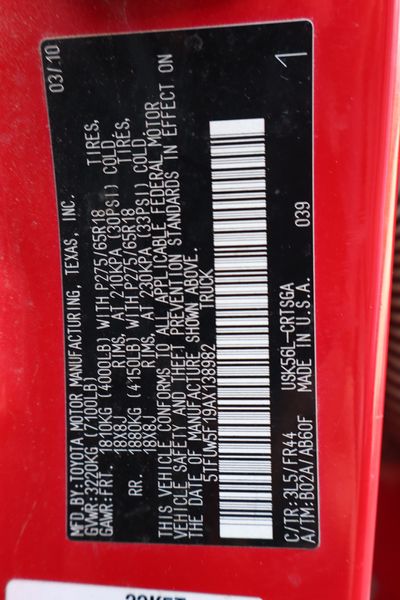 MFD.BY:TOYOTA MOTOR MANUFACTURING, TEXAS, INC. 03/10
GVWR:3220KG (7100LB)
GAWR:FRT. 1810KG (4000LB) WITH P275/65R18 TIRES,
18X8J RIMS, AT 210KPA (30PSI) COLD
RR. 1880KG (4150LB) WITH P275/65R18 TIRES,
18X8J RIMS, AT 230KPA (33PSI) COLD
THIS VEHICLE CONFORMS TO ALL APPLICABLE FEDERAL MOTOR
VEHICLE SAFETY AND THEFT PREVENTION STANDARDS IN EFFECT ON
THE DATE OF MANUFACTURE SHOWN ABOVE.
5TFUW5F19AX138982 TRUCK
C/TR:3L5/FR44 USK56L-CRTSGA 039 1
A/TM:B02A/AB60F MADE IN U.S.A.